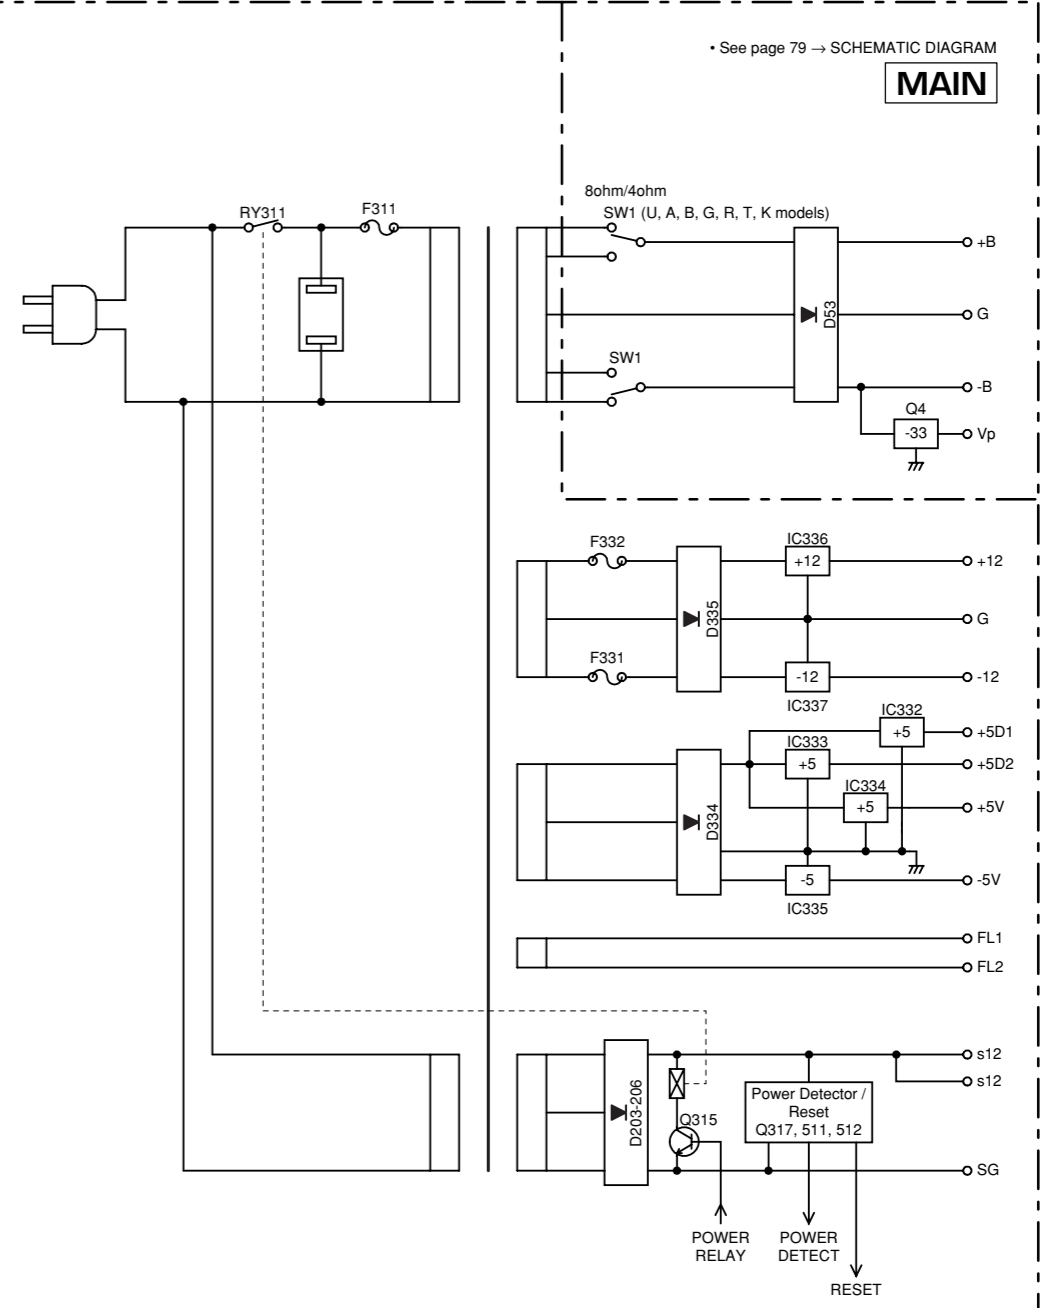 • See page 79 → SCHEMATIC DIAGRAM
MAIN
8ohm/4ohm
SW1 (U, A, B, G, R, T, K models)
RY311
F311
+B
D53
G
SW1
-B
Q4
-33
Vp
F332
IC336
+12
+12
D335
G
F331
-12
-12
IC337
IC332
+5
+5D1
IC333
+5
+5D2
IC334
+5
+5V
D334
-5
-5V
IC335
FL1
FL2
s12
s12
D203-206
Power Detector /
Reset
Q317, 511, 512
Q315
SG
POWER
RELAY
POWER
DETECT
RESET